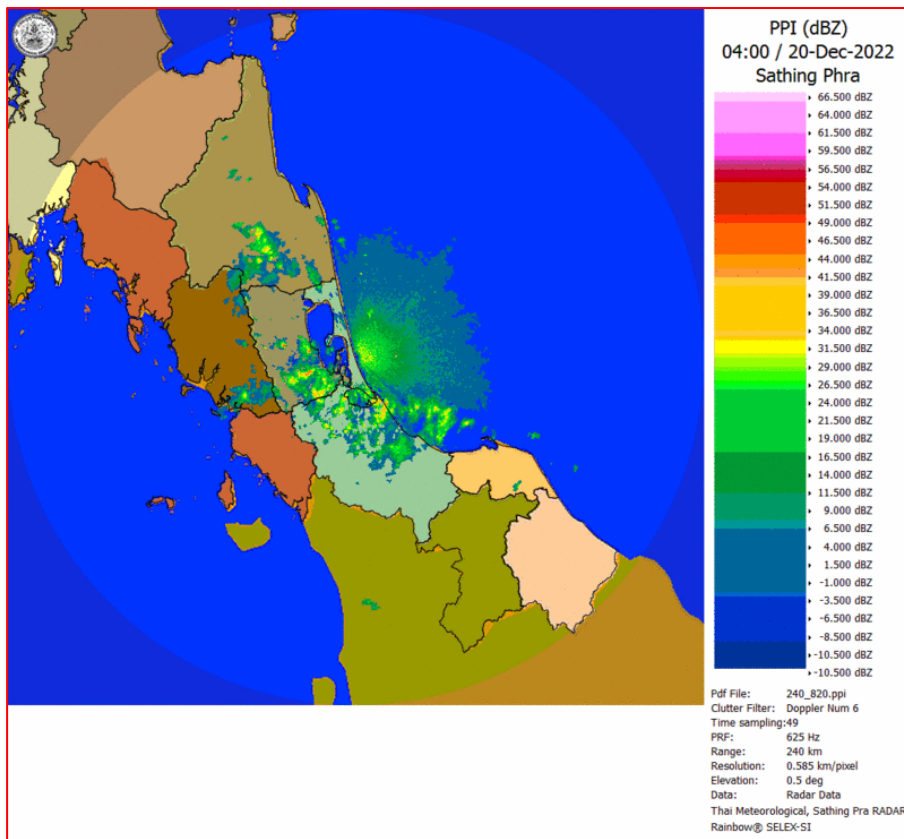 PPI (dBZ)
04:00 / 20-Dec-2022
Sathing Phra
66.500 dBZ
64.000 dBZ
61.500 dBZ
59.500 dBZ
56.500 dBZ
54.000 dBZ
51.500 dBZ
49.000 dBZ
46.500 dBZ
44.000 dBZ
41.500 dBZ
39.000 dBZ
36.500 dBZ
34.000 dBZ
31.500 dBZ
29.000 dBZ
26.500 dBZ
24.000 dBZ
21.500 dBZ
19.000 dBZ
16.500 dBZ
14.000 dBZ
11.500 dBZ
9.000 dBZ
6.500 dBZ
4.000 dBZ
1.500 dBZ
-1.000 dBZ
-3.500 dBZ
-6.500 dBZ
-8.500 dBZ
-10.500 dBZ
-10.500 dBZ
Pdf File: 240_820.ppi
Clutter Filter: Doppler Num 6
Time sampling:49
PRF: 625 Hz
Range: 240 km
Resolution: 0.585 km/pixel
Elevation: 0.5 deg
Data: Radar Data
Thai Meteorological, Sathing Pra RADAR
Rainbow® SELEX-SI